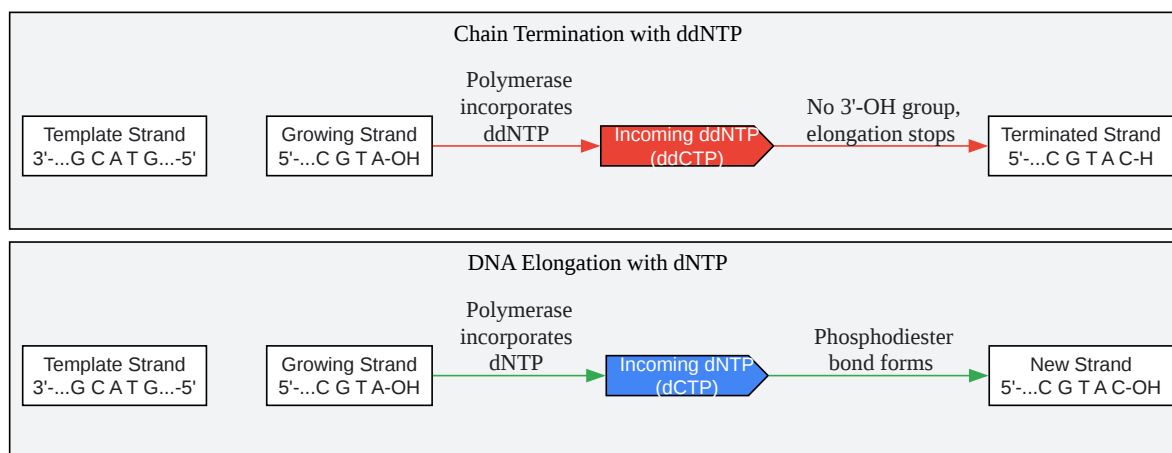 Chain Termination with ddNTP
Polymerase
incorporates
ddNTP
No 3'-OH group,
elongation stops
Template Strand
3'-...G C A T G...-5'
Growing Strand
5'-...C G T A-OH
Incoming ddNTP
(ddCTP)
Terminated Strand
5'-...C G T A C-H
DNA Elongation with dNTP
Polymerase
incorporates
dNTP
Phosphodiester
bond forms
Template Strand
3'-...G C A T G...-5'
Growing Strand
5'-...C G T A-OH
Incoming dNTP
(dCTP)
New Strand
5'-...C G T A C-OH